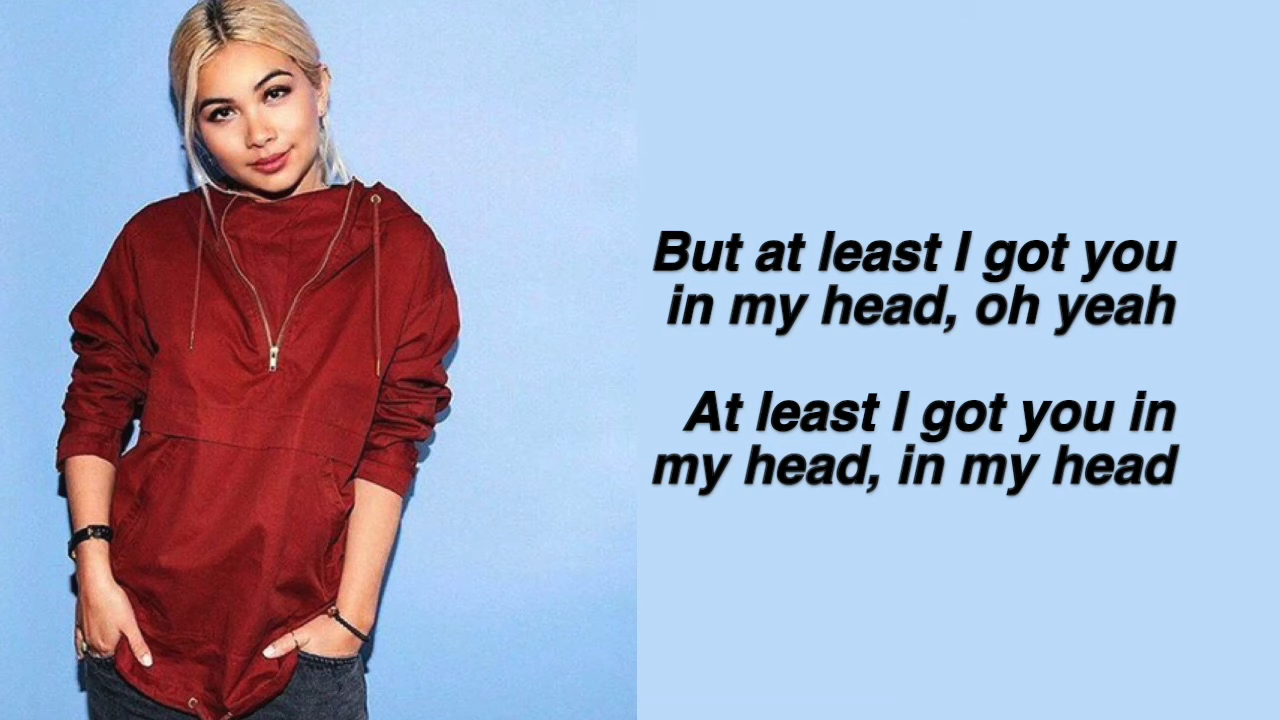 But at least I got you
in my head, oh yeah
At least I got you in
my head, in my head